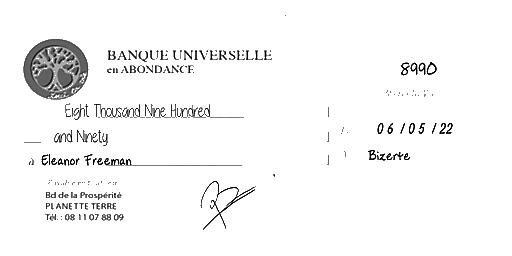 BANQUE UNIVERSELLE
en ABONDANCE
8990
Eight Thousand Nine Hundred
and Ninety
06/05/22
à Eleanor Freeman
Bizerte
Bd de la Prospérité
PLANETTE TERRE
Tél. : 08 11 07 88 09